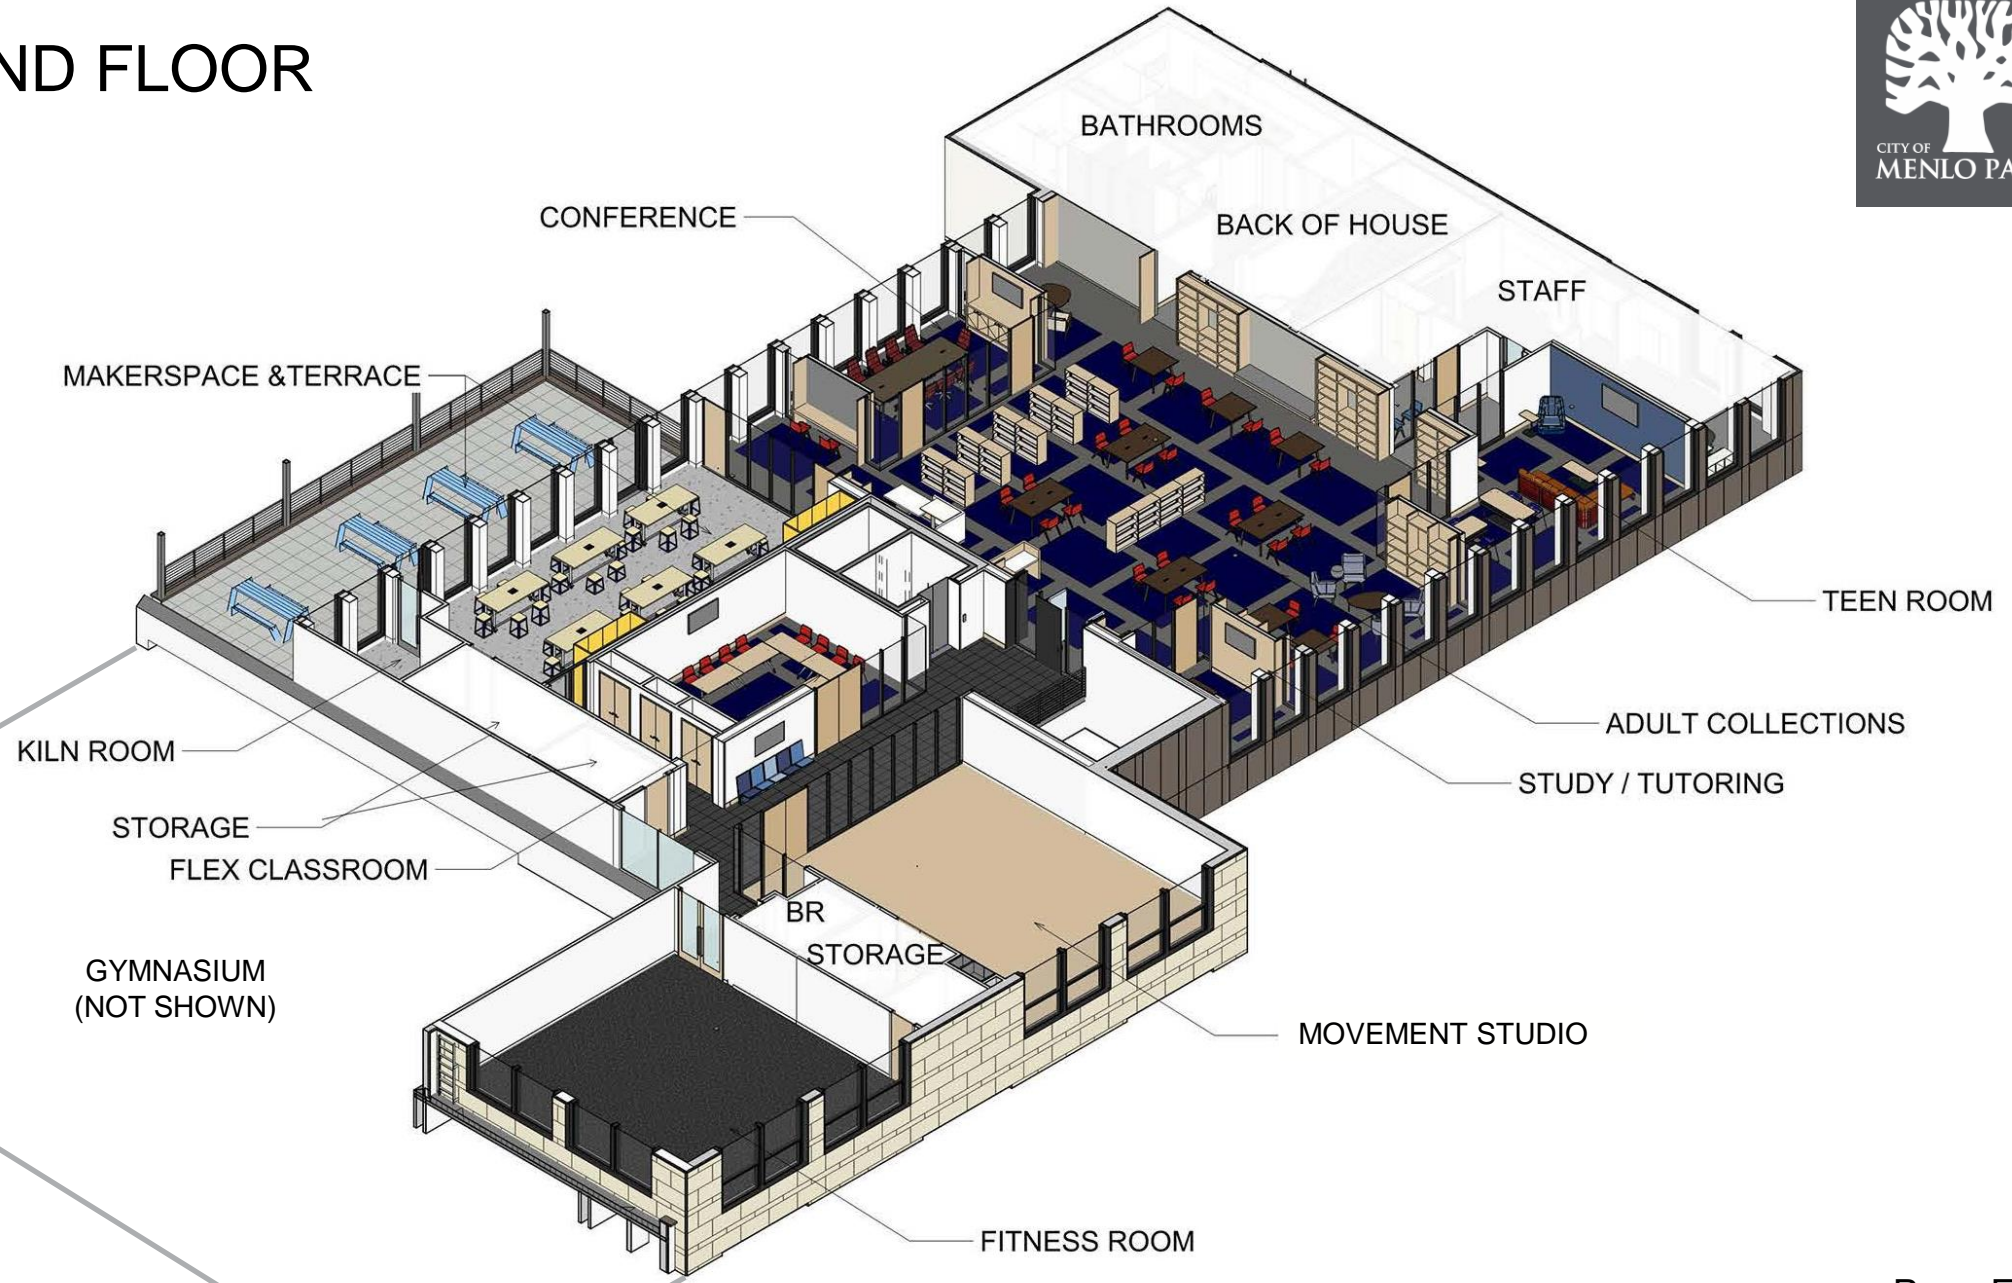 ND FLOOR
CITY OF
MENLO PA
BATHROOMS
CONFERENCE
BACK OF HOUSE
STAFF
MAKERSPACE &TERRACE
TEEN ROOM
ADULT COLLECTIONS
KILN ROOM
STUDY / TUTORING
STORAGE
FLEX CLASSROOM
BR
STORAGE
GYMNASIUM
(NOT SHOWN)
MOVEMENT STUDIO
FITNESS ROOM